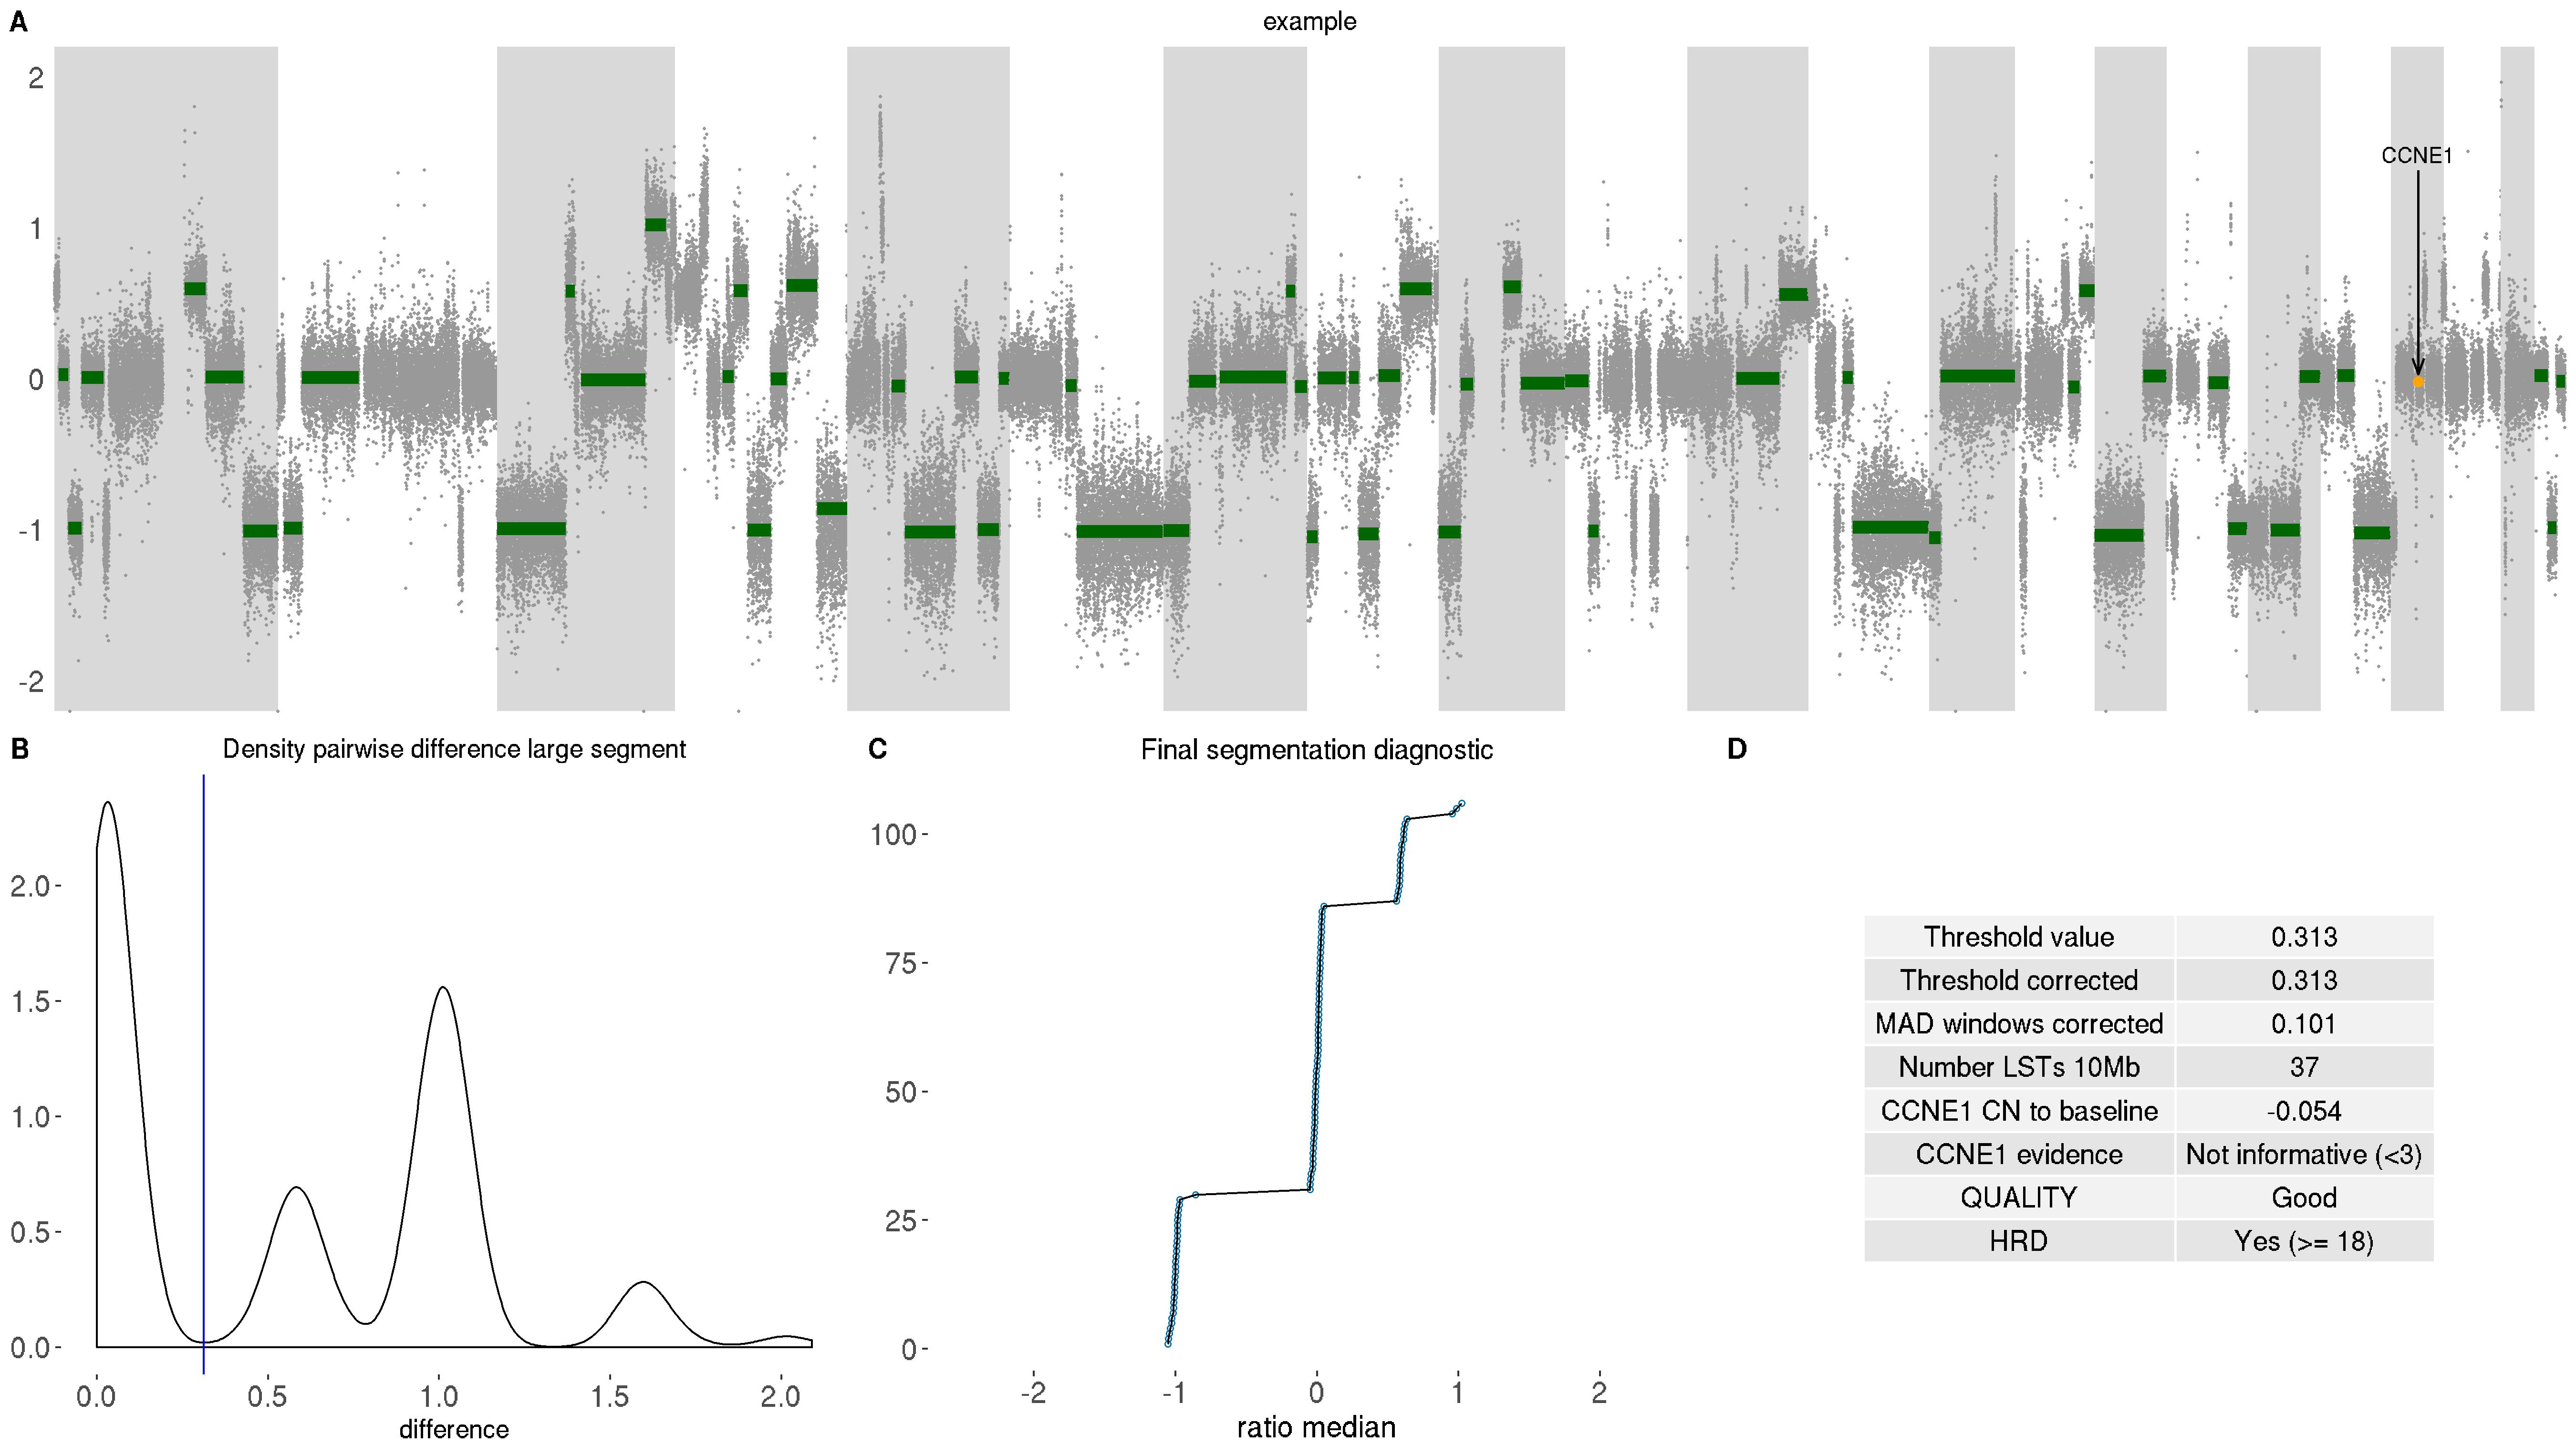 A
example
2
1
0
-1
-2
CCNE1
B
Density pairwise difference large segment
2.0
1.5
1.0
0.5
0.0
0.0 0.5 1.0 1.5 2.0
difference
C
Final segmentation diagnostic
100
75
50
25
0
-2 -1 0 1 2
ratio median
D
Threshold value 0.313
Threshold corrected 0.313
MAD windows corrected 0.101
Number LSTs 10Mb 37
CCNE1 CN to baseline -0.054
CCNE1 evidence Not informative (<3)
QUALITY Good
HRD Yes (>= 18)